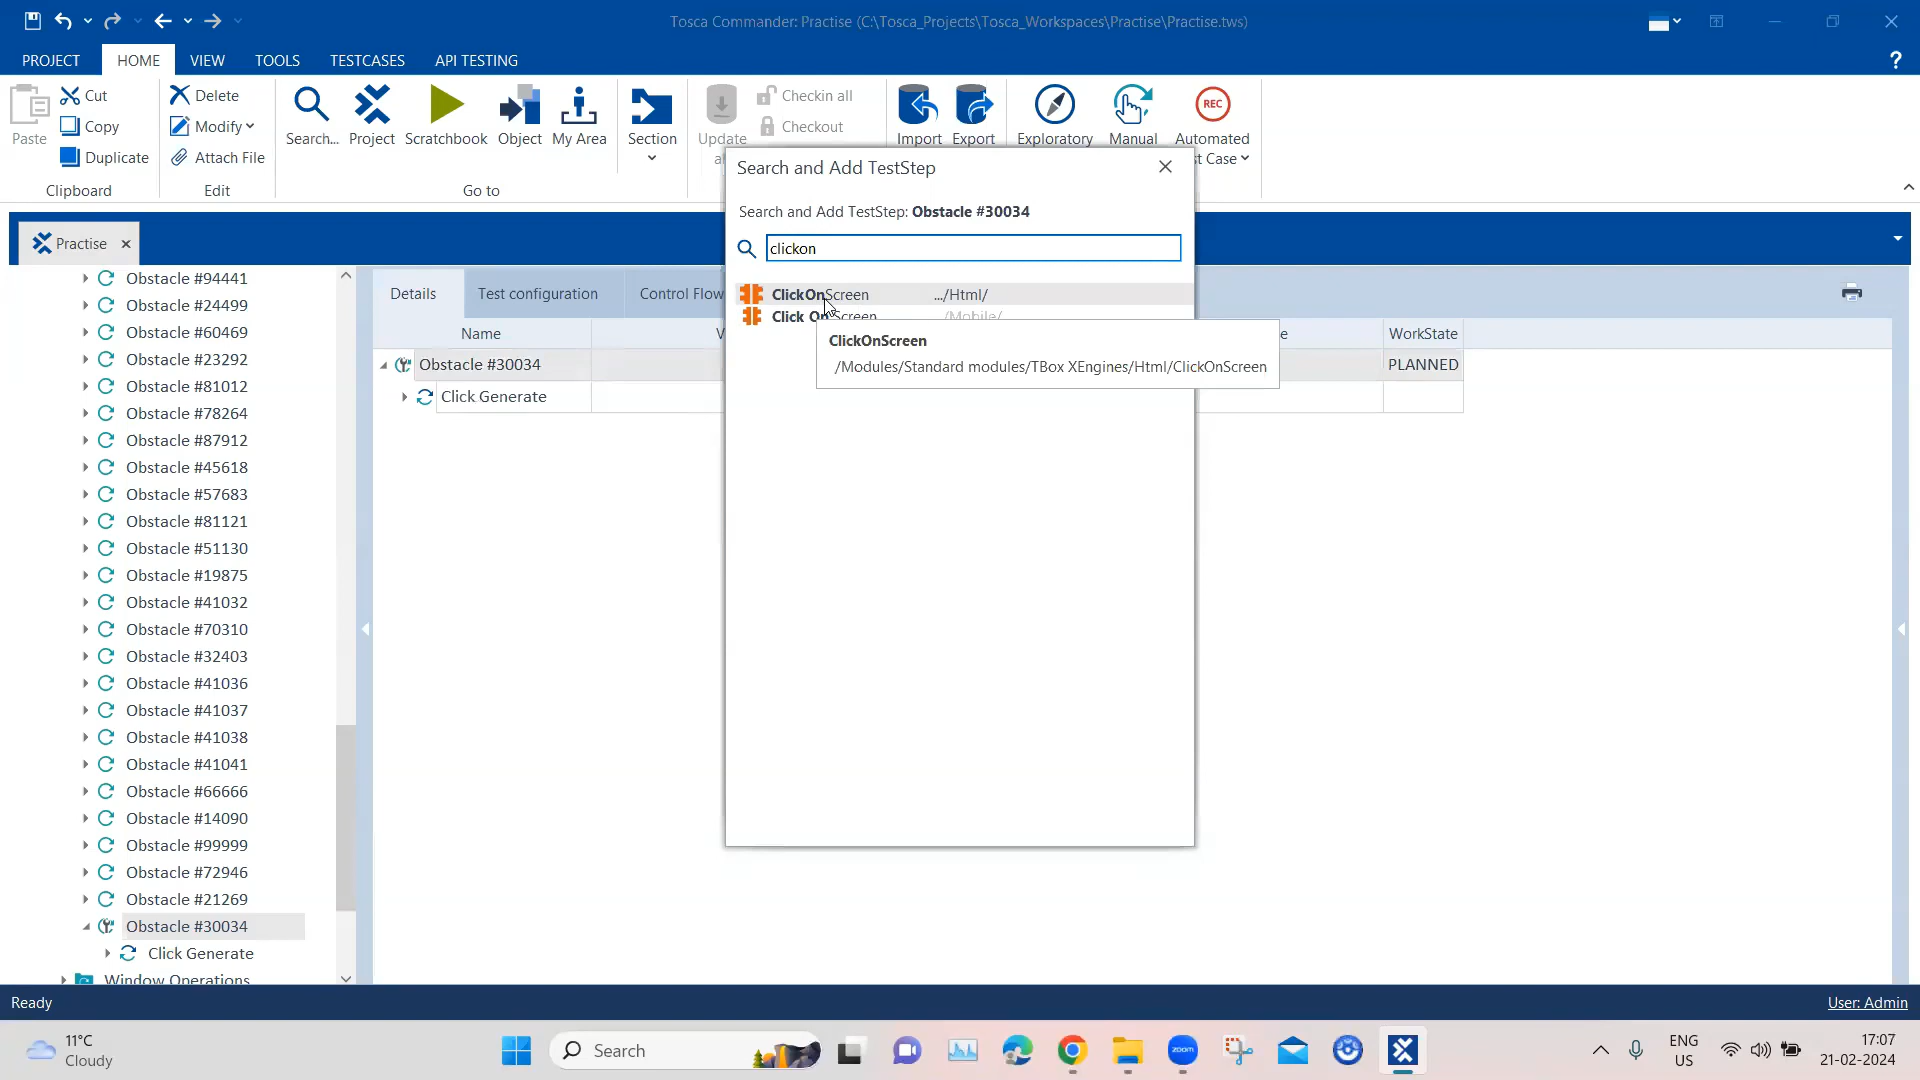 Tosca Commander: Practise (C:\Tosca_Projects\Tosca_Workspaces\Practise\Practise.tws)
PROJECT HOME VIEW TOOLS TESTCASES API TESTING ?
Paste Cut Copy Duplicate Clipboard
Delete Modify Attach File Edit
Search... Project Scratchbook Object My Area Go to
Section
Update Checkin all Checkout
Import Export
Exploratory Manual Automated
REC
t Case
Practise
Search and Add TestStep
Search and Add TestStep: Obstacle #30034
clickon
ClickOnScreen .../Html/
Click On Screen /Mobile/
ClickOnScreen
/Modules/Standard modules/TBox XEngines/Html/ClickOnScreen
Details Test configuration Control Flow
Name V e WorkState
Obstacle #30034 PLANNED
Click Generate
Obstacle #94441
Obstacle #24499
Obstacle #60469
Obstacle #23292
Obstacle #81012
Obstacle #78264
Obstacle #87912
Obstacle #45618
Obstacle #57683
Obstacle #81121
Obstacle #51130
Obstacle #19875
Obstacle #41032
Obstacle #70310
Obstacle #32403
Obstacle #41036
Obstacle #41037
Obstacle #41038
Obstacle #41041
Obstacle #66666
Obstacle #14090
Obstacle #99999
Obstacle #72946
Obstacle #21269
Obstacle #30034
Click Generate
Window Operations
Ready User: Admin
11°C
Cloudy
Search
zoom
ENG
US
17:07
21-02-2024